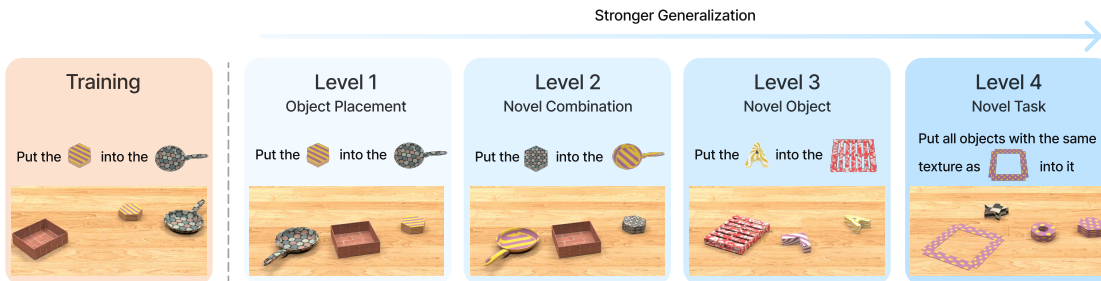 Stronger Generalization
Training
Put the into the
Level 1
Object Placement
Put the into the
Level 2
Novel Combination
Put the into the
Level 3
Novel Object
Put the into the
Level 4
Novel Task
Put all objects with the same
texture as into it